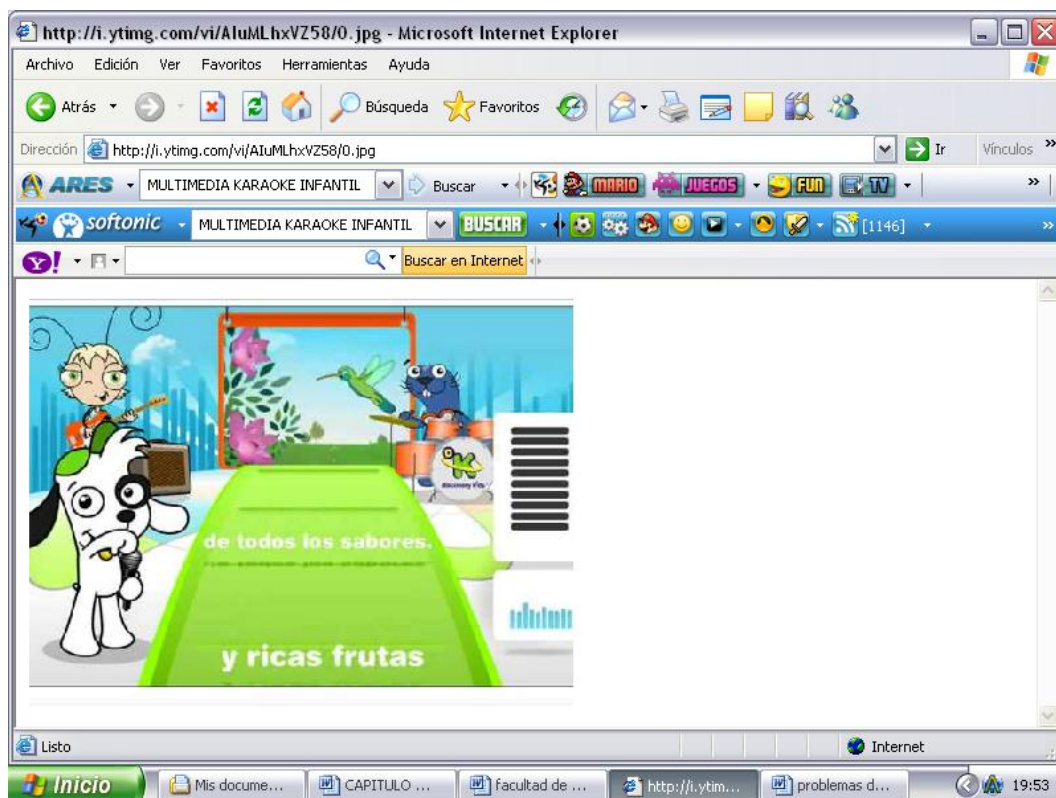 http://i.ytimg.com/vi/AIuMLhxVZ58/0.jpg - Microsoft Internet Explorer
Archivo Edición Ver Favoritos Herramientas Ayuda
Atrás Búsqueda Favoritos
Dirección http://i.ytimg.com/vi/AIuMLhxVZ58/0.jpg Ir Vínculos »
ARES MULTIMEDIA KARAOKE INFANTIL Buscar MARIO JUEGOS FUN TV »
softonic MULTIMEDIA KARAOKE INFANTIL BUSCAR [1146] »
Y! Buscar en Internet
K
Discovery Kids
de todos los sabores.
y ricas frutas
Listo Internet
Inicio Mis docume... CAPITULO ... facultad de ... http://i.ytim... problemas d... 19:53